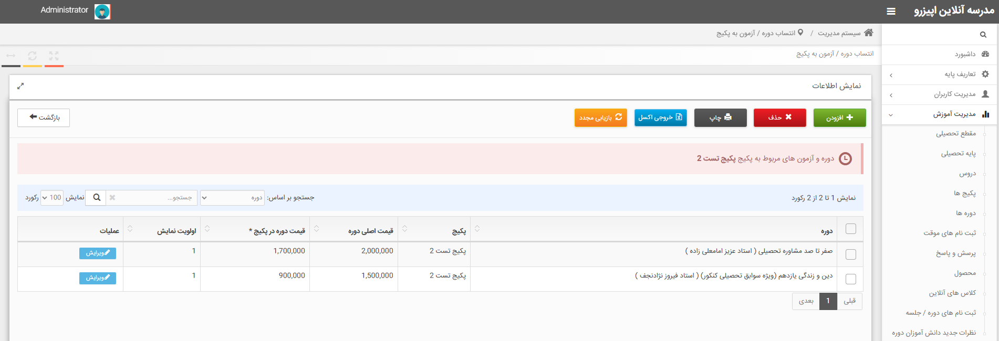 مدرسه آنلاین اپیزرو
Administrator
سیستم مدیریت / انتساب دوره / آزمون به پکیج
انتساب دوره / آزمون به پکیج
داشبورد
تعاریف پایه
مدیریت کاربران
مدیریت آموزش
مقطع تحصیلی
پایه تحصیلی
دروس
پکیج ها
دوره ها
ثبت نام های موقت
پرسش و پاسخ
محصول
کلاس های آنلاین
ثبت نام های دوره / جلسه
نظرات جدید دانش آموزان دوره
نمایش اطلاعات
افزودن حذف چاپ خروجی اکسل بازیابی مجدد بازگشت
دوره و آزمون های مربوط به پکیج پکیج تست 2
نمایش 1 تا 2 از 2 رکورد جستجو بر اساس: دوره جستجو... نمایش 100 رکورد
دوره پکیج قیمت اصلی دوره قیمت دوره در پکیج * اولویت نمایش عملیات
صفر تا صد مشاوره تحصیلی ( استاد عزیز امامعلی زاده ) پکیج تست 2 2,000,000 1,700,000 1 ویرایش
دین و زندگی یازدهم (ویژه سوابق تحصیلی کنکور) ( استاد فیروز نژادنجف ) پکیج تست 2 1,500,000 900,000 1 ویرایش
قبلی 1 بعدی